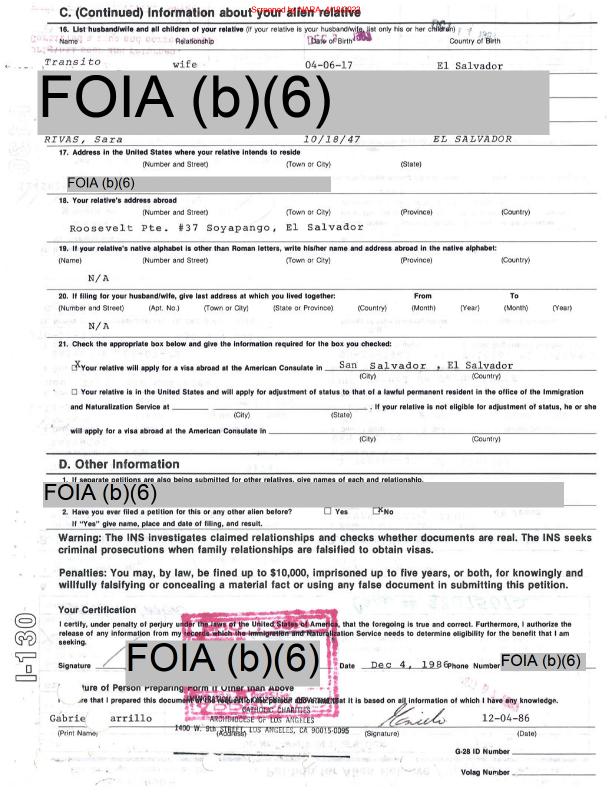 C. (Continued) Information about your alien relative
16. List husband/wife and all children of your relative (if your relative is your husband/wife, list only his or her children)
Name Relationship Date of Birth Country of Birth
Transito wife 04-06-17 El Salvador
FOIA (b)(6)
RIVAS, Sara 10/18/47 EL SALVADOR
17. Address in the United States where your relative intends to reside
(Number and Street) (Town or City) (State)
FOIA (b)(6)
18. Your relative's address abroad
(Number and Street) (Town or City) (Province) (Country)
Roosevelt Pte. #37 Soyapango, El Salvador
19. If your relative's native alphabet is other than Roman letters, write his/her name and address abroad in the native alphabet:
(Name) (Number and Street) (Town or City) (Province) (Country)
N/A
20. If filing for your husband/wife, give last address at which you lived together: From To
(Number and Street) (Apt. No.) (Town or City) (State or Province) (Country) (Month) (Year) (Month) (Year)
N/A
21. Check the appropriate box below and give the information required for the box you checked:
X Your relative will apply for a visa abroad at the American Consulate in San Salvador , El Salvador
(City) (Country)
☐ Your relative is in the United States and will apply for adjustment of status to that of a lawful permanent resident in the office of the Immigration
and Naturalization Service at . If your relative is not eligible for adjustment of status, he or she
(City) (State)
will apply for a visa abroad at the American Consulate in
(City) (Country)
D. Other Information
1. If separate petitions are also being submitted for other relatives, give names of each and relationship.
FOIA (b)(6)
2. Have you ever filed a petition for this or any other alien before? ☐ Yes X No
If "Yes" give name, place and date of filing, and result.
Warning: The INS investigates claimed relationships and checks whether documents are real. The INS seeks
criminal prosecutions when family relationships are falsified to obtain visas.
Penalties: You may, by law, be fined up to $10,000, imprisoned up to five years, or both, for knowingly and
willfully falsifying or concealing a material fact or using any false document in submitting this petition.
Your Certification
I certify, under penalty of perjury under the laws of the United States of America, that the foregoing is true and correct. Furthermore, I authorize the
release of any information from my records which the Immigration and Naturalization Service needs to determine eligibility for the benefit that I am
seeking.
Signature FOIA (b)(6) Date Dec 4, 1986 Phone Number FOIA (b)(6)
ture of Person Preparing Form if Other than Above
re that I prepared this document at the request of the person above and that it is based on all information of which I have any knowledge.
CATHOLIC CHARITIES
Gabrie arrillo ARCHDIOCESE OF LOS ANGELES 12-04-86
1400 W. 9th STREET, LOS ANGELES, CA 90015-0095
(Print Name) (Address) (Signature) (Date)
G-28 ID Number
Volag Number
I-130